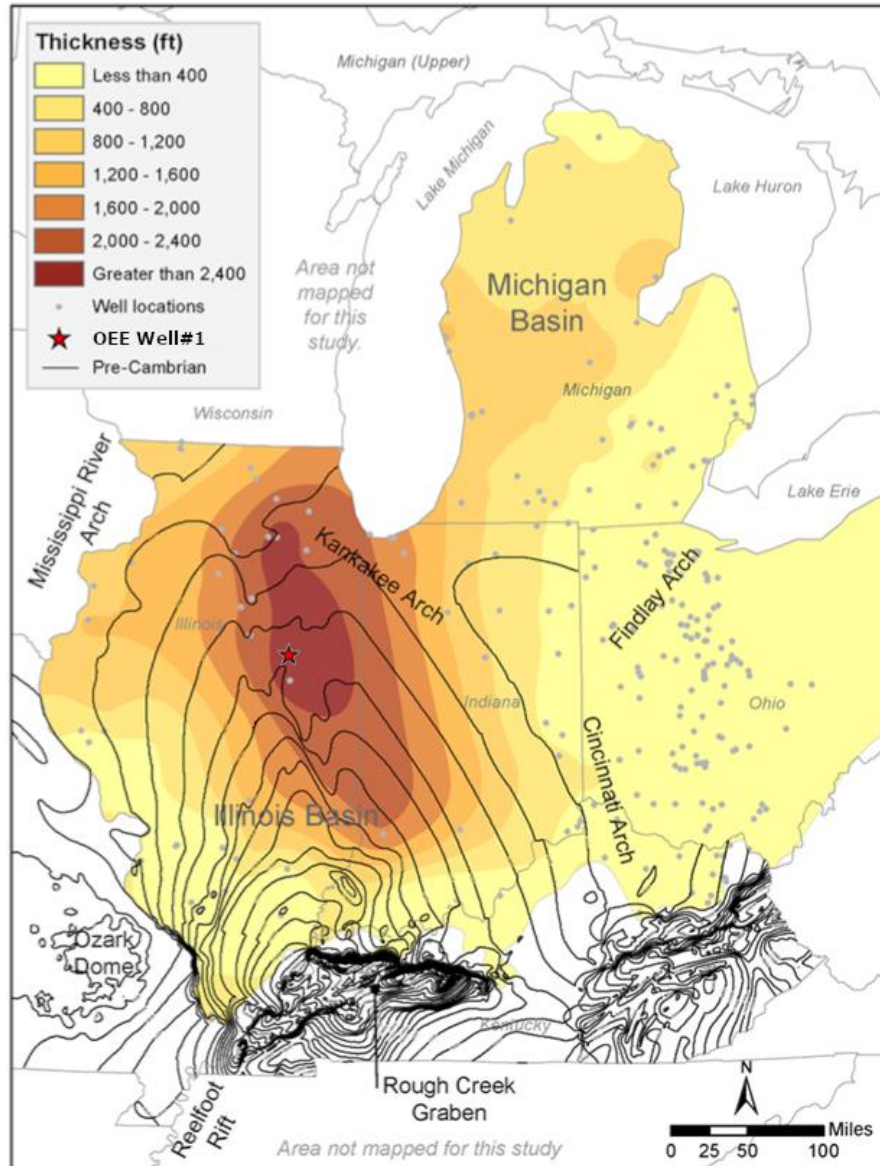 Thickness (ft)
Less than 400
400 - 800
800 - 1,200
1,200 - 1,600
1,600 - 2,000
2,000 - 2,400
Greater than 2,400
Well locations
OEE Well#1
Pre-Cambrian
Michigan (Upper)
Lake Michigan
Lake Huron
Area not
mapped
for this
study.
Michigan
Basin
Michigan
Wisconsin
Lake Erie
Mississippi River
Arch
Kankakee Arch
Findlay Arch
Illinois
Indiana
Ohio
Cincinnati Arch
Illinois Basin
Ozark
Dome
Kentucky
Rough Creek
Graben
Reelfoot
Rift
Area not mapped for this study
N
Miles
0 25 50 100